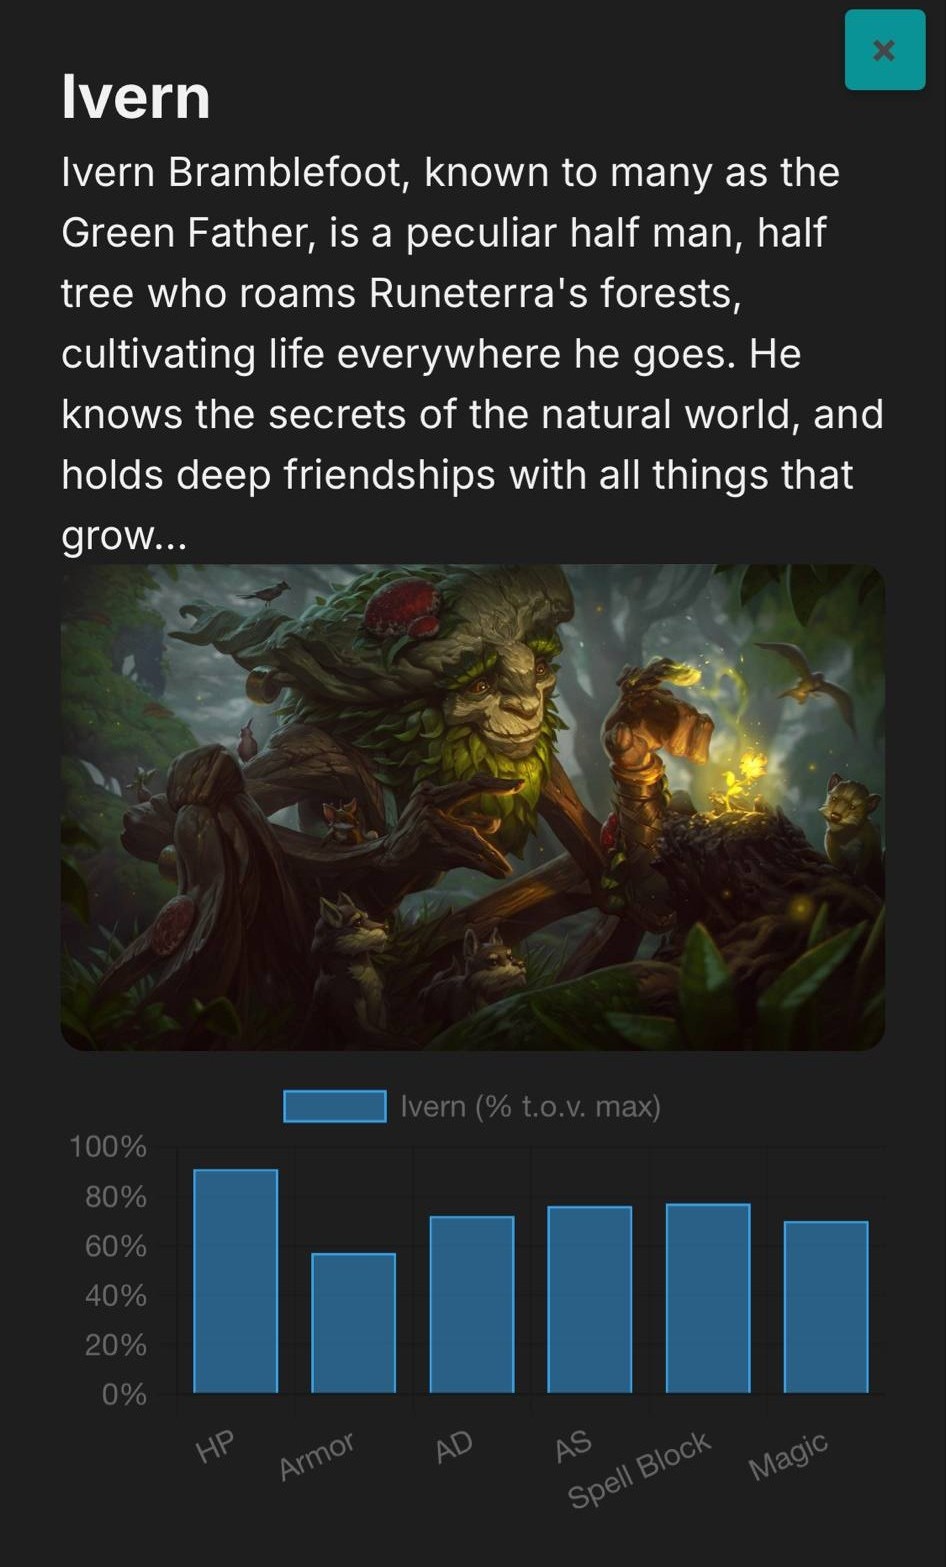 ×
Ivern
Ivern Bramblefoot, known to many as the
Green Father, is a peculiar half man, half
tree who roams Runeterra's forests,
cultivating life everywhere he goes. He
knows the secrets of the natural world, and
holds deep friendships with all things that
grow...
Ivern (% t.o.v. max)
100%
80%
60%
40%
20%
0%
HP
Armor
AD
AS
Spell Block
Magic